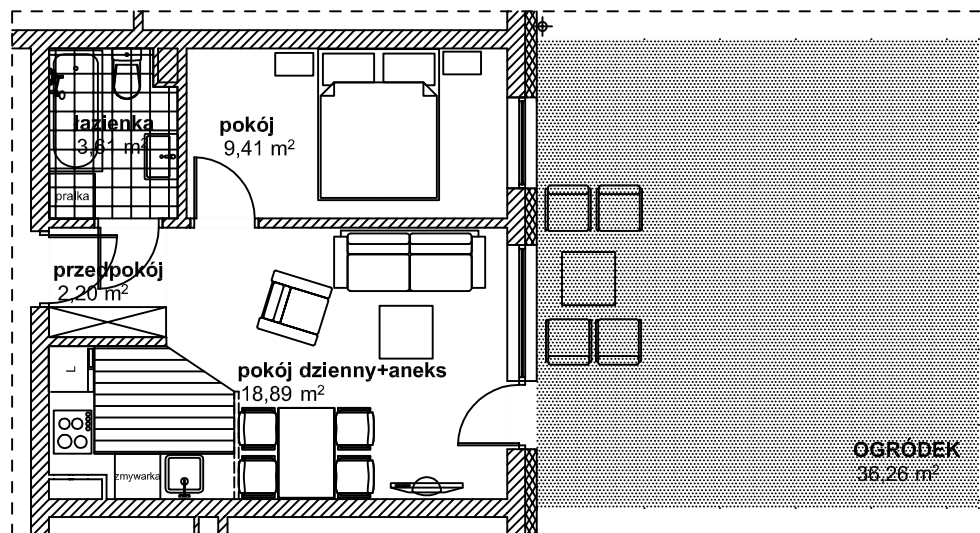 łazienka
3,61 m²
pralka
pokój
9,41 m²
przedpokój
2,20 m²
L
pokój dzienny+aneks
18,89 m²
zmywarka
OGRÓDEK
36,26 m²